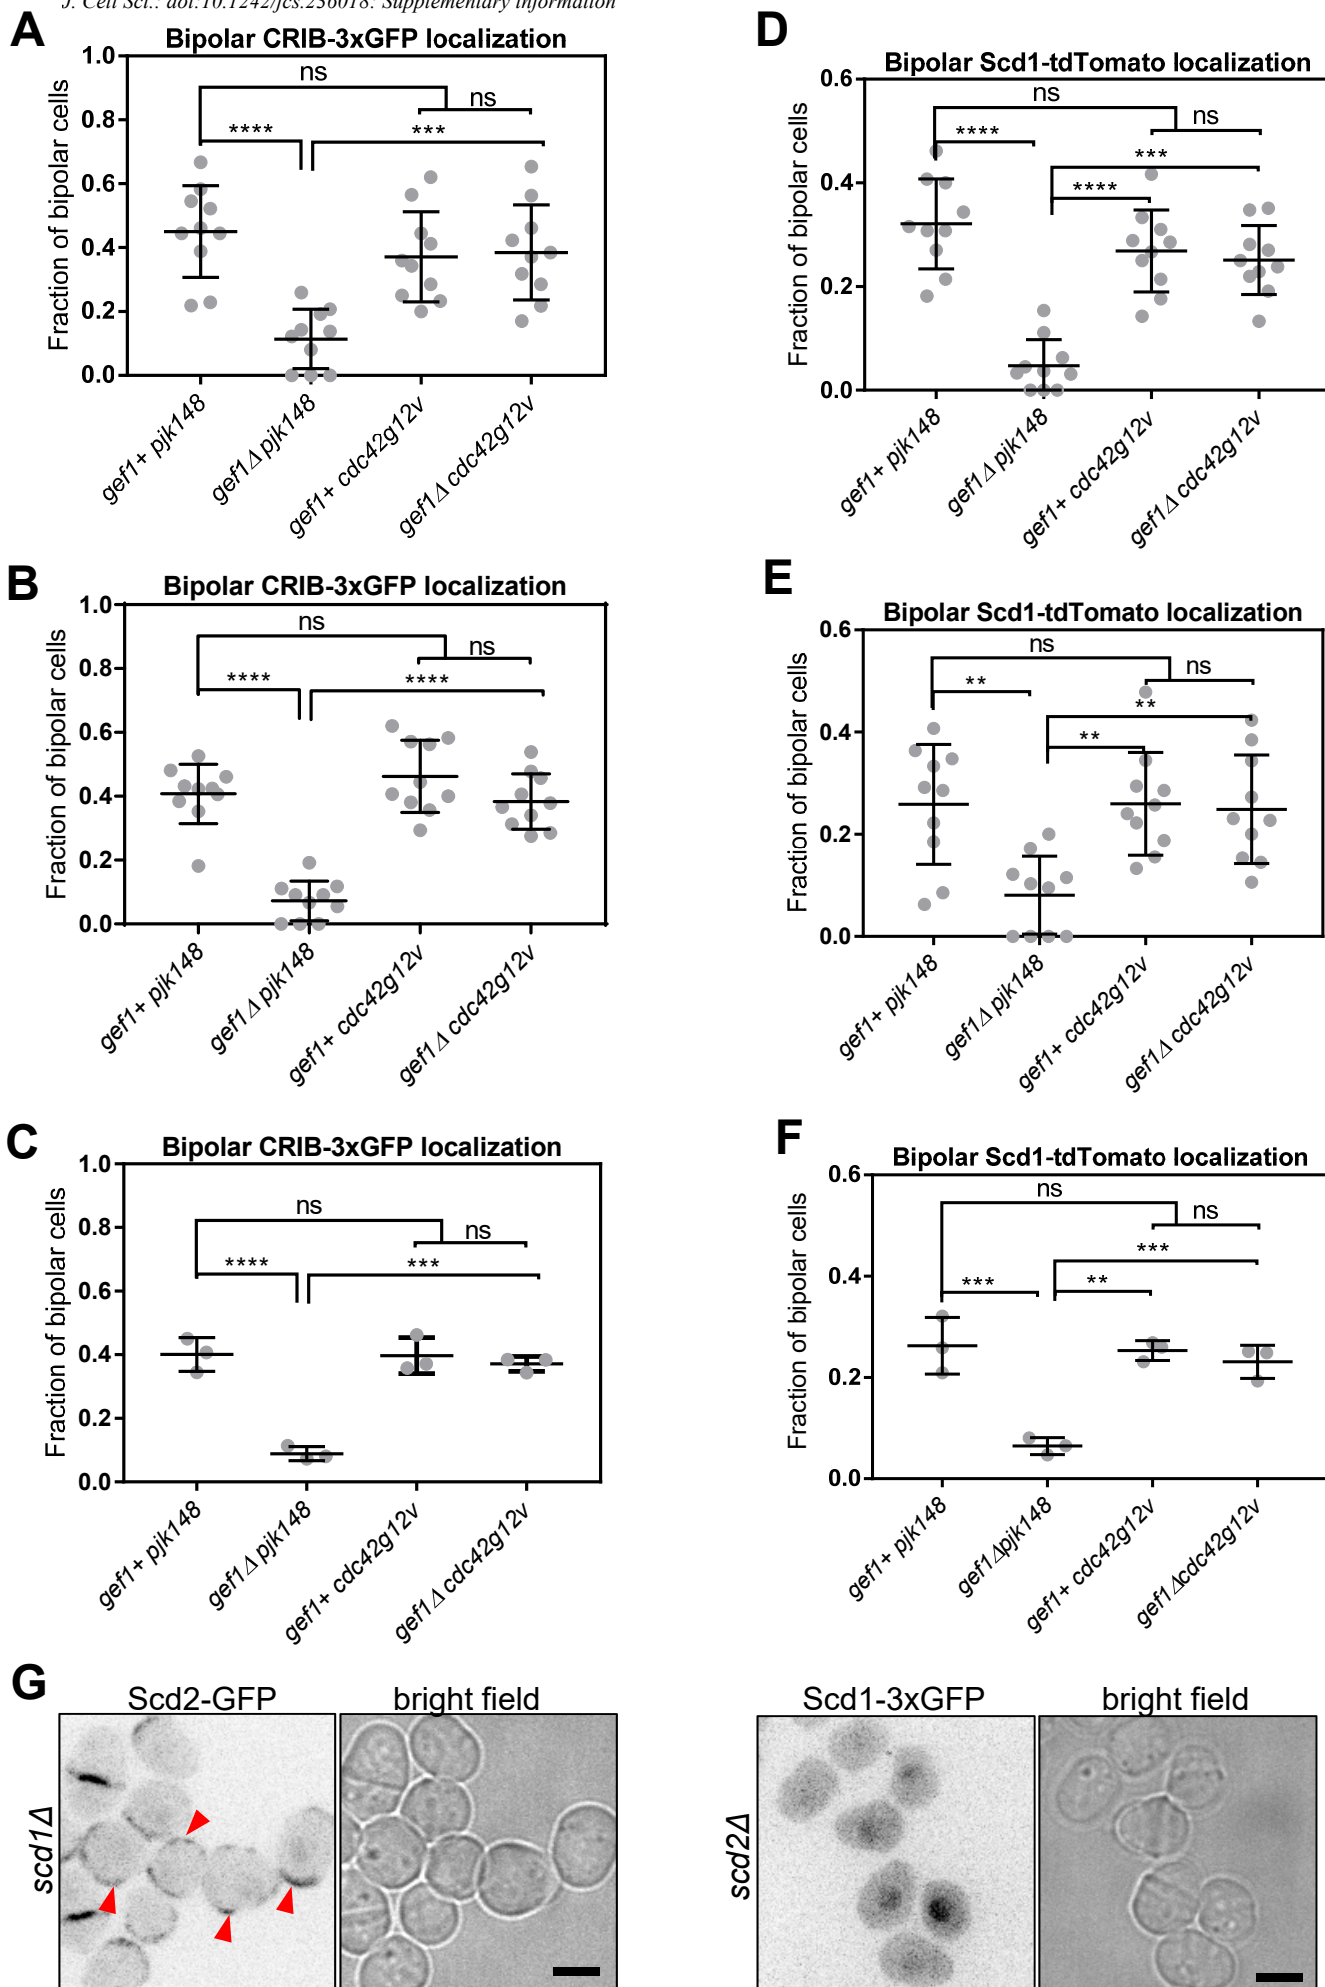 J. Cell Sci.: doi:10.1242/jcs.236018: Supplementary information
A
Bipolar CRIB-3xGFP localization
Fraction of bipolar cells
1.0
0.8
0.6
0.4
0.2
0.0
ns
ns
****
***
gef1+ pjk148
gef1Δ pjk148
gef1+ cdc42g12v
gef1Δ cdc42g12v
D
Bipolar Scd1-tdTomato localization
Fraction of bipolar cells
0.6
0.4
0.2
0.0
ns
ns
****
***
****
gef1+ pjk148
gef1Δ pjk148
gef1+ cdc42g12v
gef1Δ cdc42g12v
B
Bipolar CRIB-3xGFP localization
Fraction of bipolar cells
1.0
0.8
0.6
0.4
0.2
0.0
ns
ns
****
****
gef1+ pjk148
gef1Δ pjk148
gef1+ cdc42g12v
gef1Δ cdc42g12v
E
Bipolar Scd1-tdTomato localization
Fraction of bipolar cells
0.6
0.4
0.2
0.0
ns
ns
**
**
**
gef1+ pjk148
gef1Δ pjk148
gef1+ cdc42g12v
gef1Δ cdc42g12v
C
Bipolar CRIB-3xGFP localization
Fraction of bipolar cells
1.0
0.8
0.6
0.4
0.2
0.0
ns
ns
****
***
gef1+ pjk148
gef1Δ pjk148
gef1+ cdc42g12v
gef1Δ cdc42g12v
F
Bipolar Scd1-tdTomato localization
Fraction of bipolar cells
0.6
0.4
0.2
0.0
ns
ns
***
***
**
gef1+ pjk148
gef1Δpjk148
gef1+ cdc42g12v
gef1Δcdc42g12v
G
Scd2-GFP
bright field
scd1Δ
Scd1-3xGFP
bright field
scd2Δ